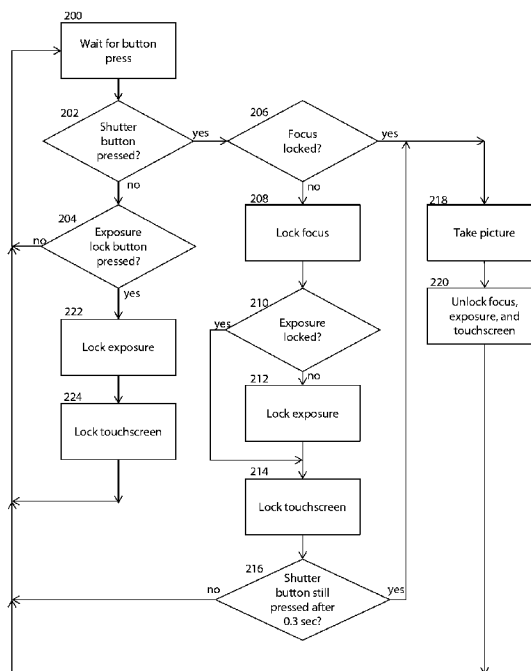 200
Wait for button
press
202
Shutter
button
pressed?
yes
no
206
Focus
locked?
yes
no
204
Exposure
lock button
pressed?
no
yes
208
Lock focus
218
Take picture
220
Unlock focus,
exposure, and
touchscreen
222
Lock exposure
210
Exposure
locked?
yes
no
224
Lock touchscreen
212
Lock exposure
214
Lock touchscreen
216
Shutter
button still
pressed after
0.3 sec?
no
yes